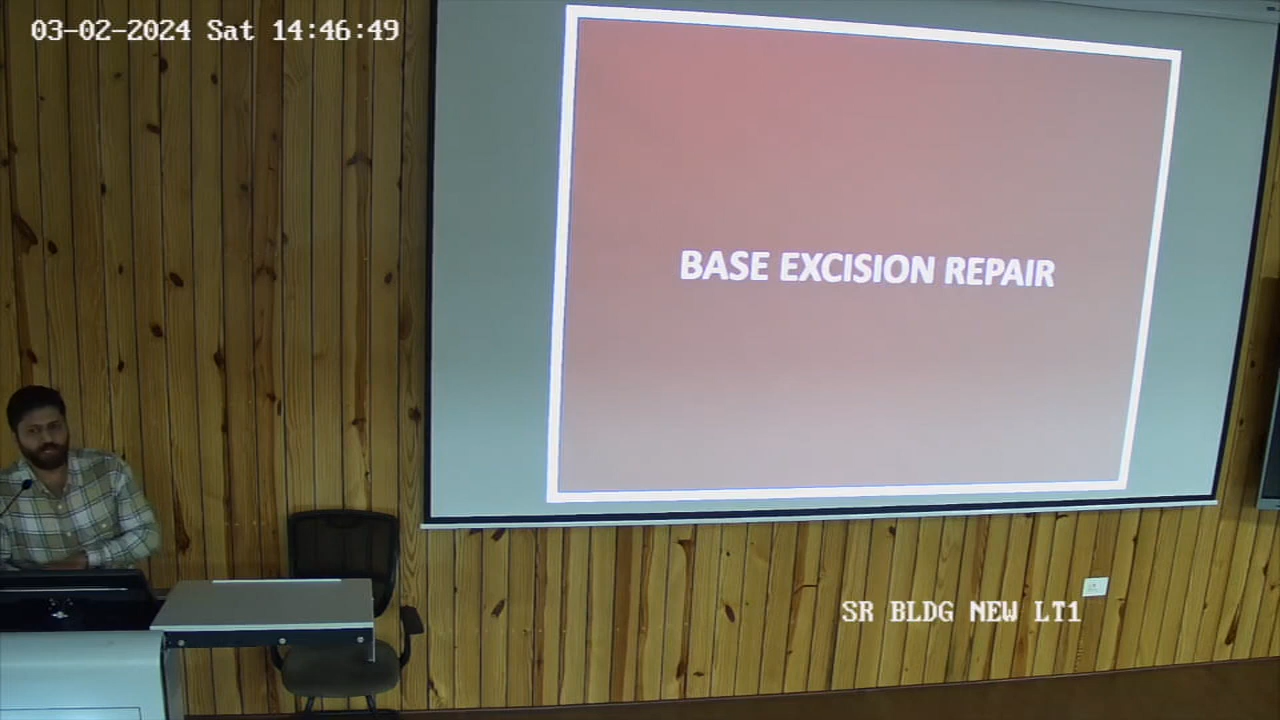 03-02-2024 Sat 14:46:49
BASE EXCISION REPAIR
SR BLDG NEW LT1